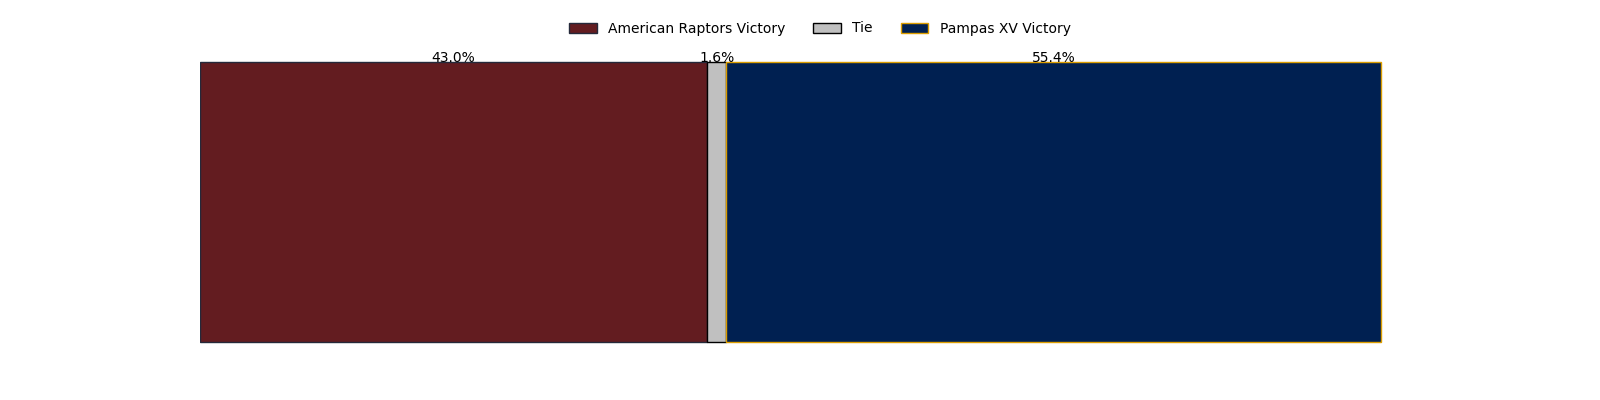 American Raptors Victory Tie Pampas XV Victory
43.0% 1.6% 55.4%